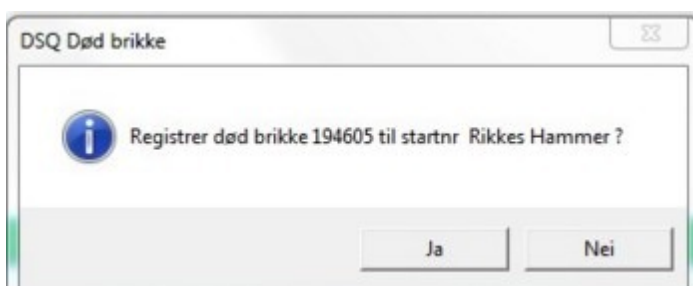 DSQ Død brikke
Registrer død brikke 194605 til startnr Rikkes Hammer ?
Ja
Nei